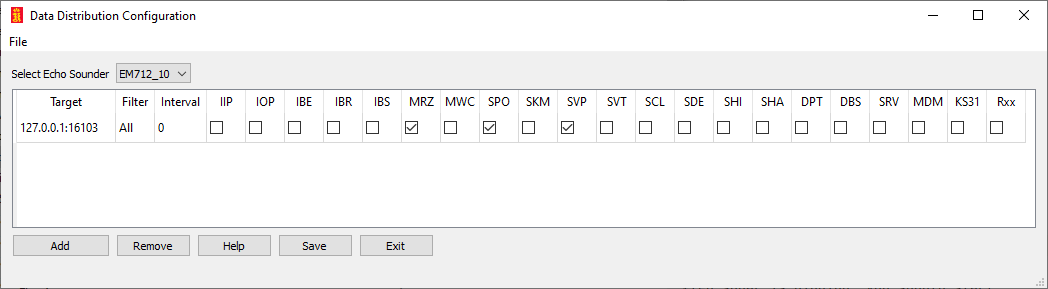 Data Distribution Configuration
File
Select Echo Sounder EM712_10
Target Filter Interval IIP IOP IBE IBR IBS MRZ MWC SPO SKM SVP SVT SCL SDE SHI SHA DPT DBS SRV MDM KS31 Rxx
127.0.0.1:16103 All 0
Add Remove Help Save Exit